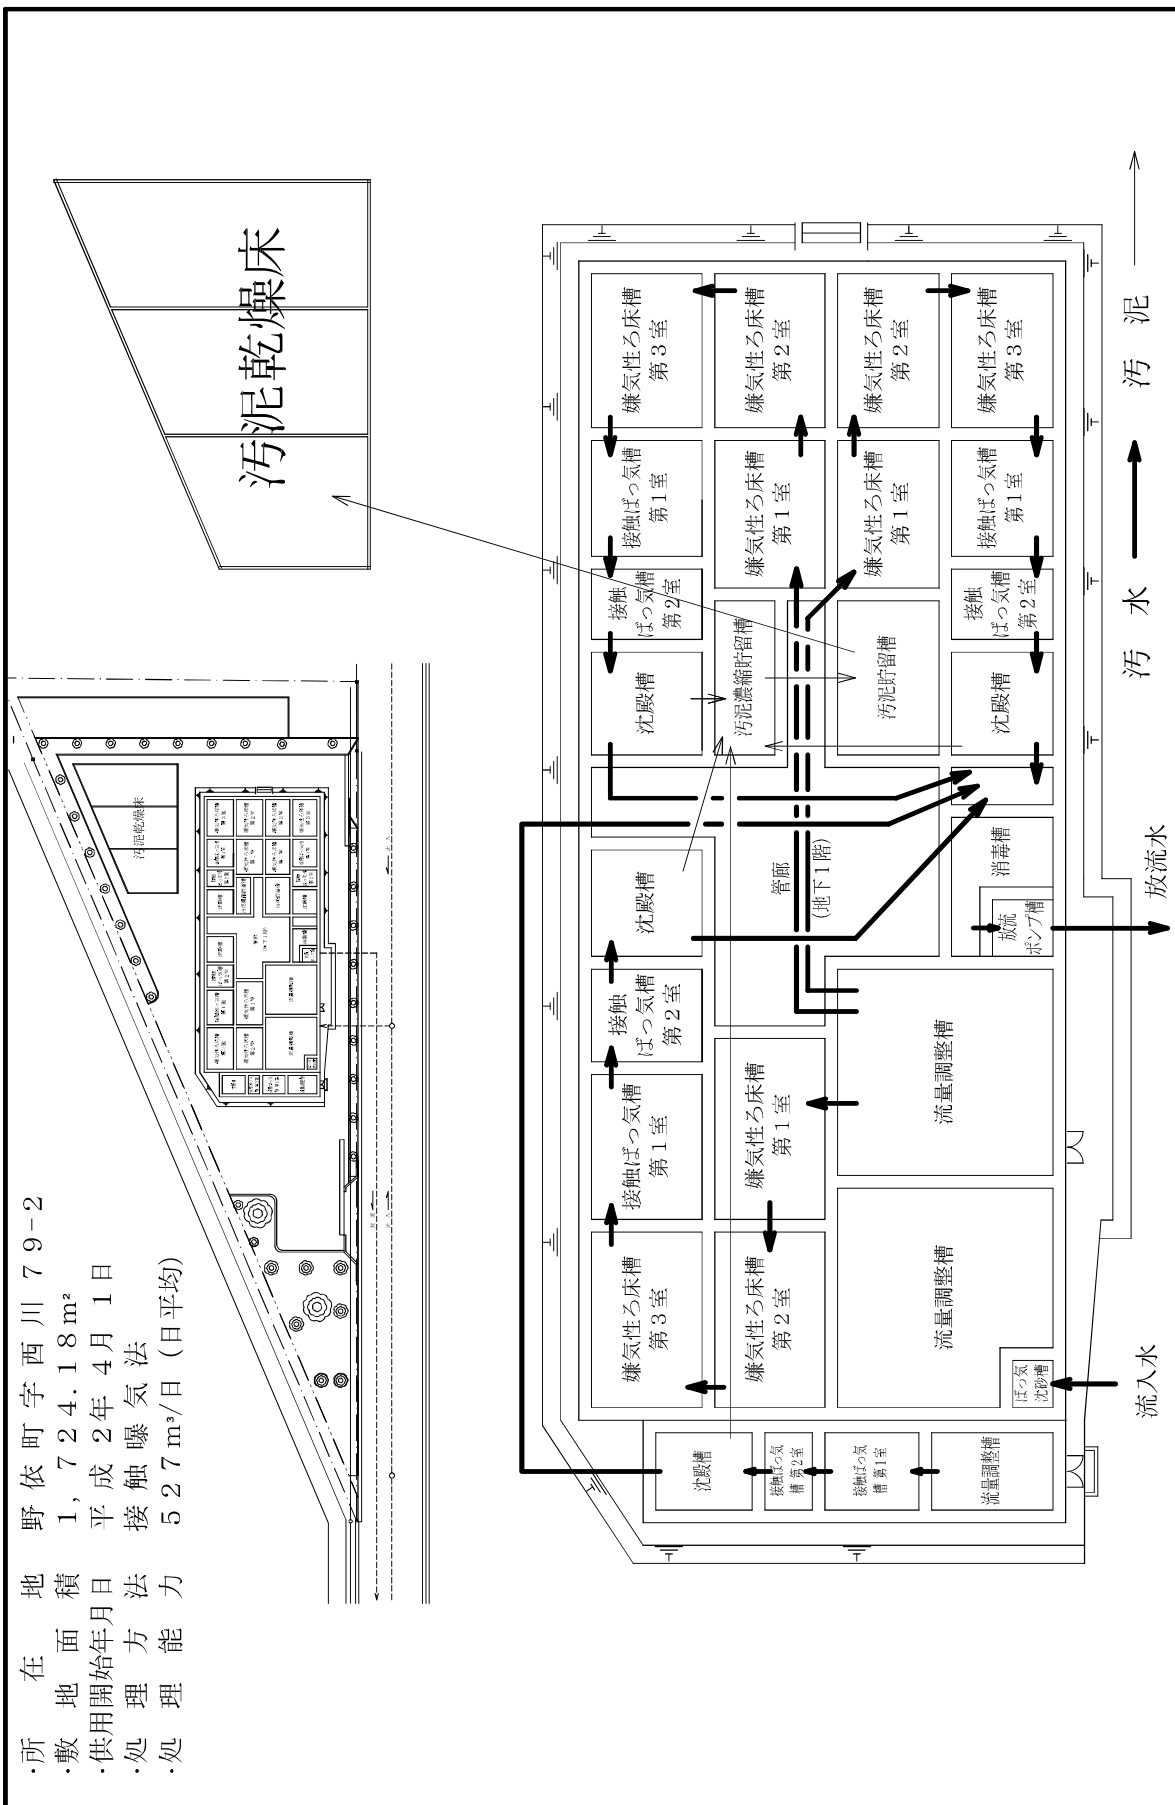 ・所在地 野依町字西川79-2
・敷地面積 1,724.18m²
・供用開始年月日 平成2年4月1日
・処理方法 接触曝気法
・処理能力 527m³/日(日平均)
汚泥乾燥床
汚泥乾燥床
嫌気性ろ床槽
第3室
接触ばっ気槽
第1室
接触
ばっ気槽
第2室
沈殿槽
沈殿槽
接触
ばっ気槽
第2室
接触ばっ気槽
第1室
嫌気性ろ床槽
第3室
嫌気性ろ床槽
第2室
嫌気性ろ床槽
第1室
汚泥濃縮貯留槽
嫌気性ろ床槽
第1室
嫌気性ろ床槽
第2室
嫌気性ろ床槽
第2室
嫌気性ろ床槽
第1室
汚泥貯留槽
管廊
(地下1階)
流量調整槽
流量調整槽
嫌気性ろ床槽
第3室
接触ばっ気槽
第1室
接触
ばっ気槽
第2室
沈殿槽
消毒槽
放流
ポンプ槽
ばっ気
沈砂槽
沈殿槽
接触ばっ気
槽 第2室
接触ばっ気
槽 第1室
流量調整槽
流入水
放流水
汚水
汚泥